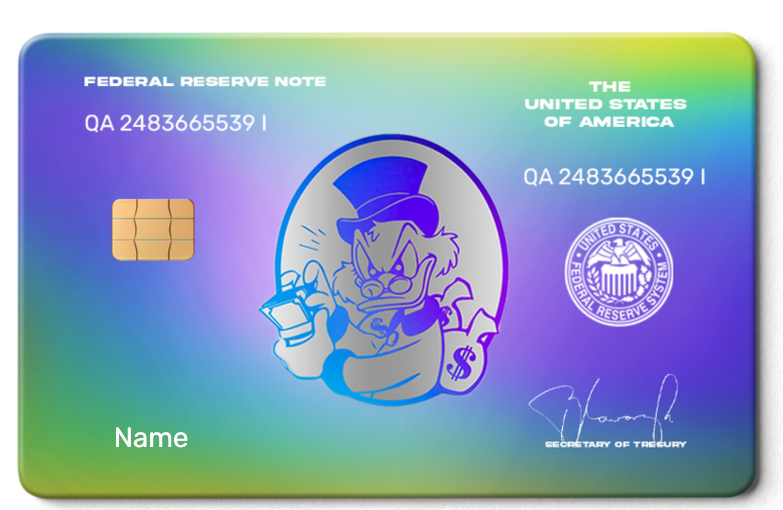 FEDERAL RESERVE NOTE
QA 2483665539 I
THE
UNITED STATES
OF AMERICA
QA 2483665539 I
UNITED STATES
FEDERAL RESERVE SYSTEM
$
$
$
Name
SECRETARY OF TRESURY